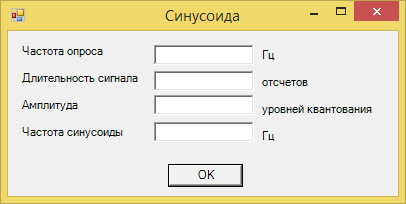 Синусоида
Частота опроса Гц
Длительность сигнала отсчетов
Амплитуда уровней квантования
Частота синусоиды Гц
OK